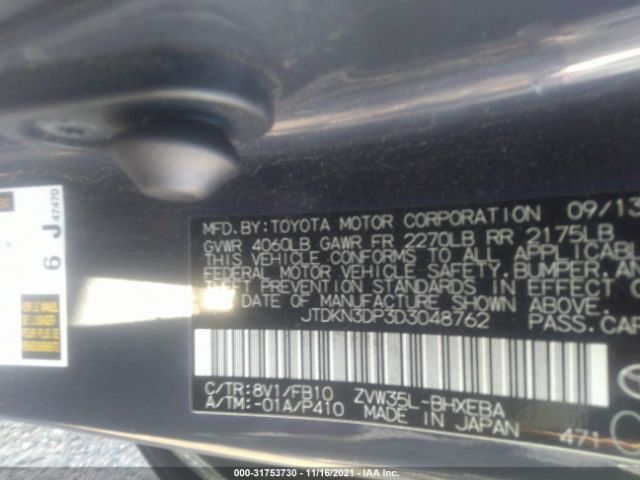 MFD. BY: TOYOTA MOTOR CORPORATION 09/13
GVWR 4060LB GAWR FR 2270LB RR 2175LB
THIS VEHICLE CONFORMS TO ALL APPLICABL
FEDERAL MOTOR VEHICLE SAFETY, BUMPER, AN
THEFT PREVENTION STANDARDS IN EFFECT O
DATE OF MANUFACTURE SHOWN ABOVE.
JTDKN3DP3D3048762 PASS. CAR
C/TR: 8V1/FB10 ZVW35L-BHXEBA
A/TM: -01A/P410 MADE IN JAPAN
471
6 J 47470
000-31753730 - 11/16/2021 - IAA Inc.